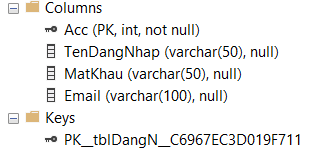 Columns
Acc (PK, int, not null)
TenDangNhap (varchar(50), null)
MatKhau (varchar(50), null)
Email (varchar(100), null)
Keys
PK__tblDangN__C6967EC3D019F711